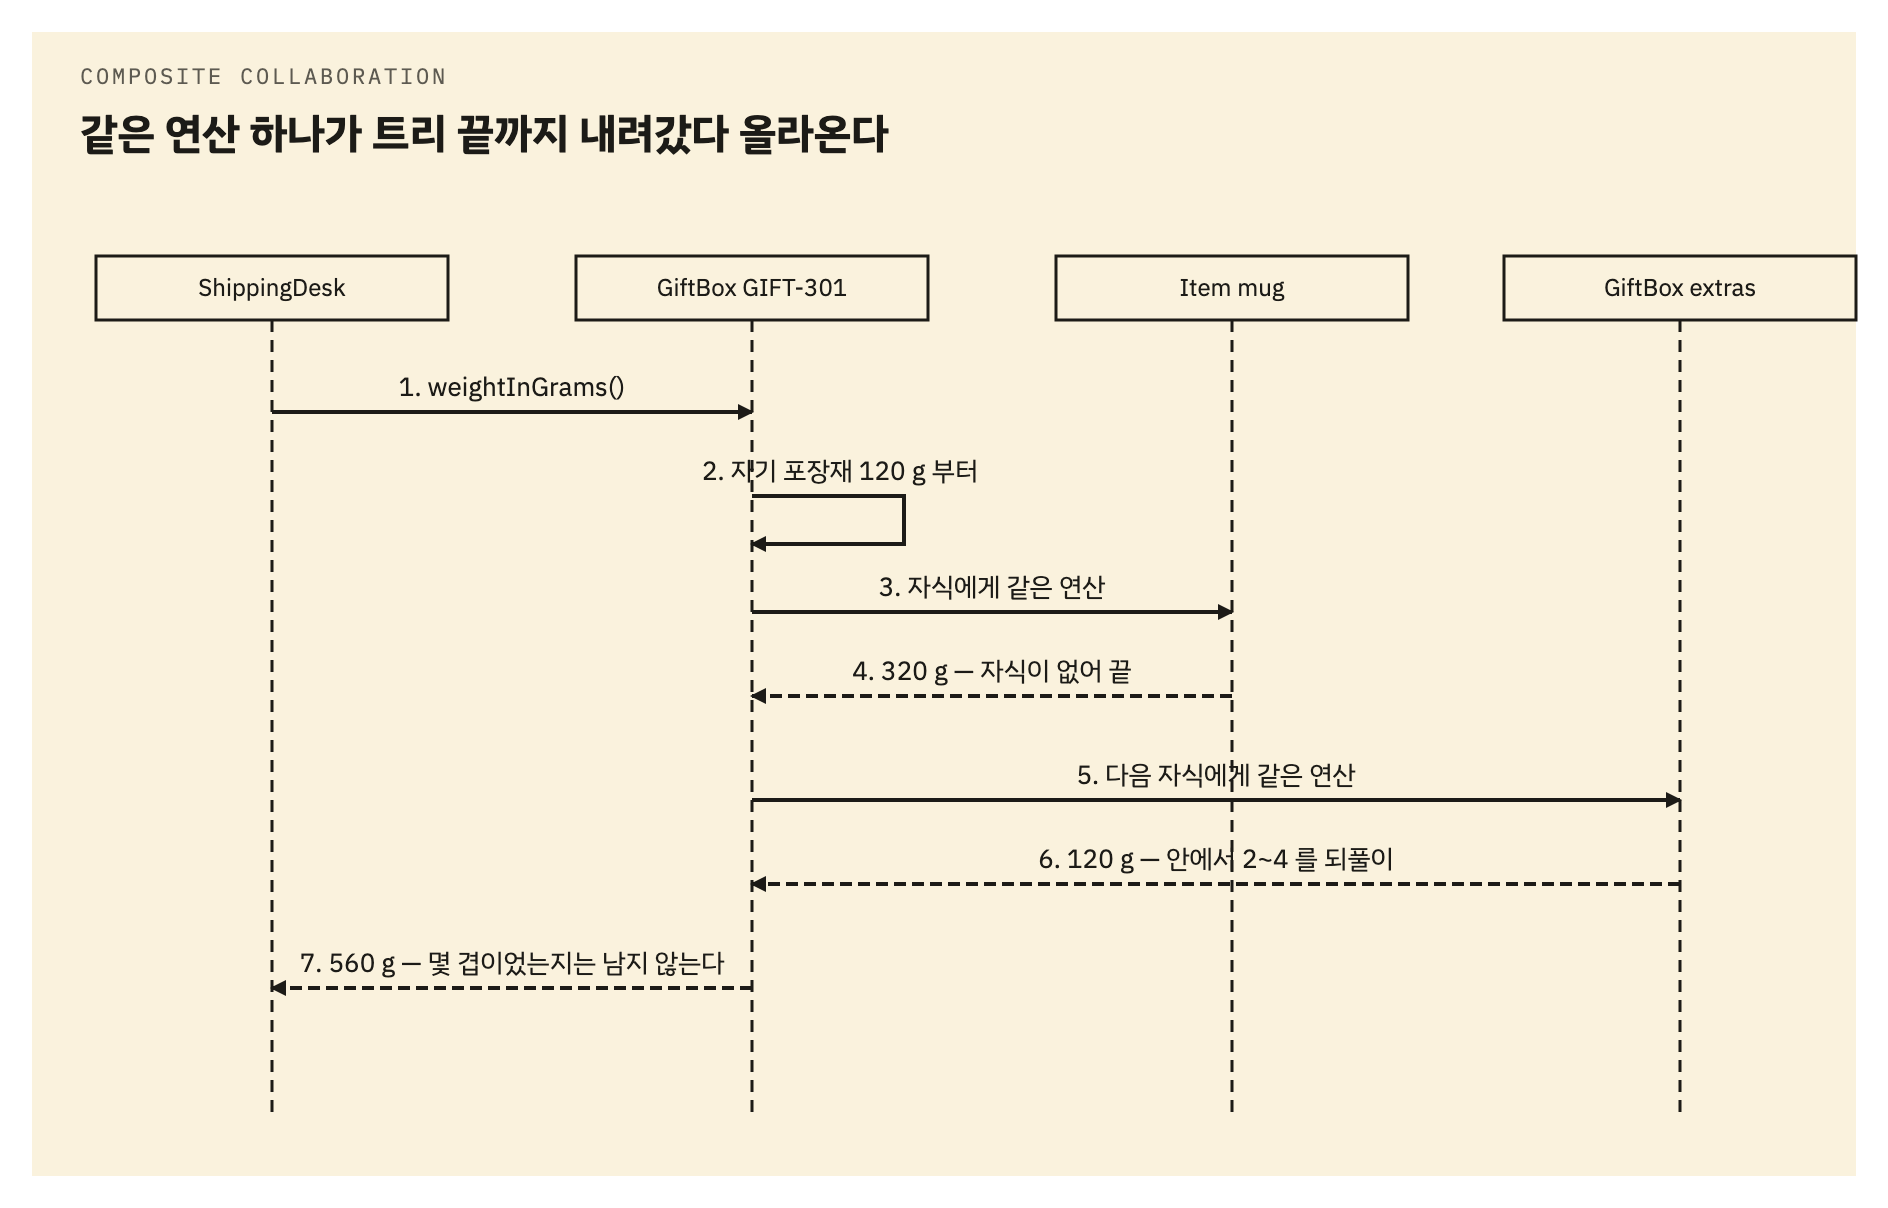 COMPOSITE COLLABORATION
같은 연산 하나가 트리 끝까지 내려갔다 올라온다
ShippingDesk
GiftBox GIFT-301
Item mug
GiftBox extras
1. weightInGrams()
2. 자기 포장재 120 g 부터
3. 자식에게 같은 연산
4. 320 g — 자식이 없어 끝
5. 다음 자식에게 같은 연산
6. 120 g — 안에서 2~4 를 되풀이
7. 560 g — 몇 겹이었는지는 남지 않는다